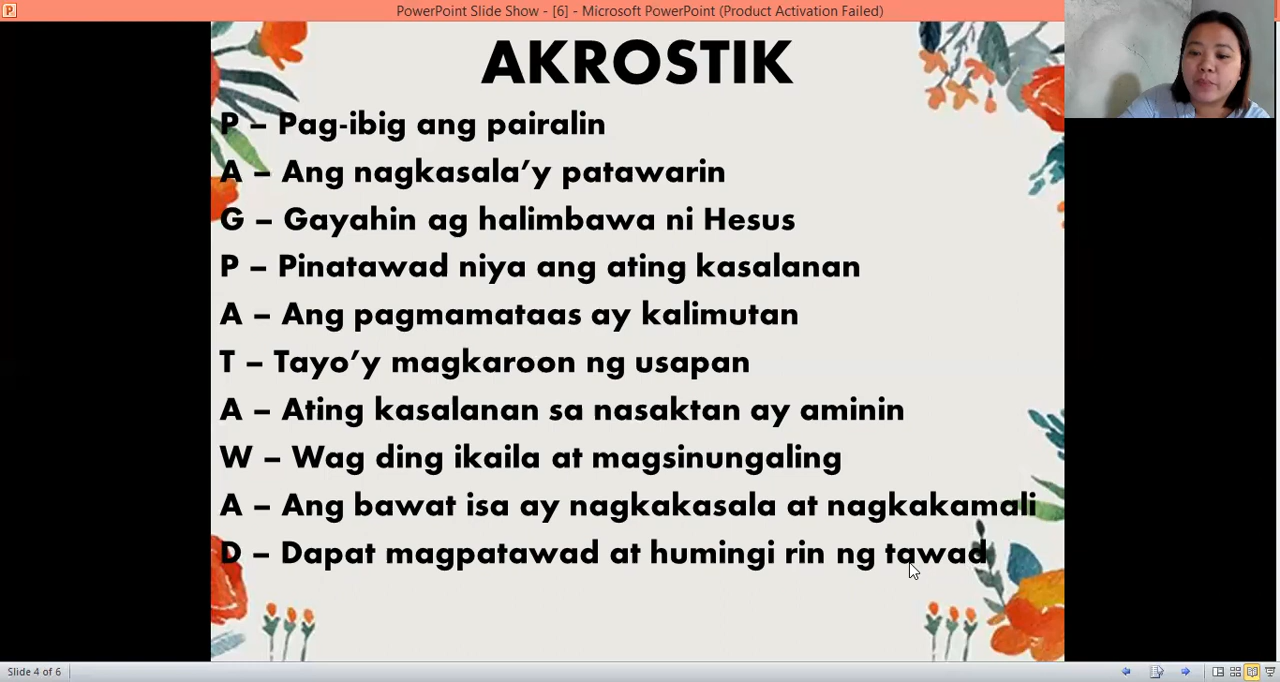 PowerPoint Slide Show - [6] - Microsoft PowerPoint (Product Activation Failed)
AKROSTIK
P – Pag-ibig ang pairalin
A – Ang nagkasala’y patawarin
G – Gayahin ag halimbawa ni Hesus
P – Pinatawad niya ang ating kasalanan
A – Ang pagmamataas ay kalimutan
T – Tayo’y magkaroon ng usapan
A – Ating kasalanan sa nasaktan ay aminin
W – Wag ding ikaila at magsinungaling
A – Ang bawat isa ay nagkakasala at nagkakamali
D – Dapat magpatawad at humingi rin ng tawad
Slide 4 of 6